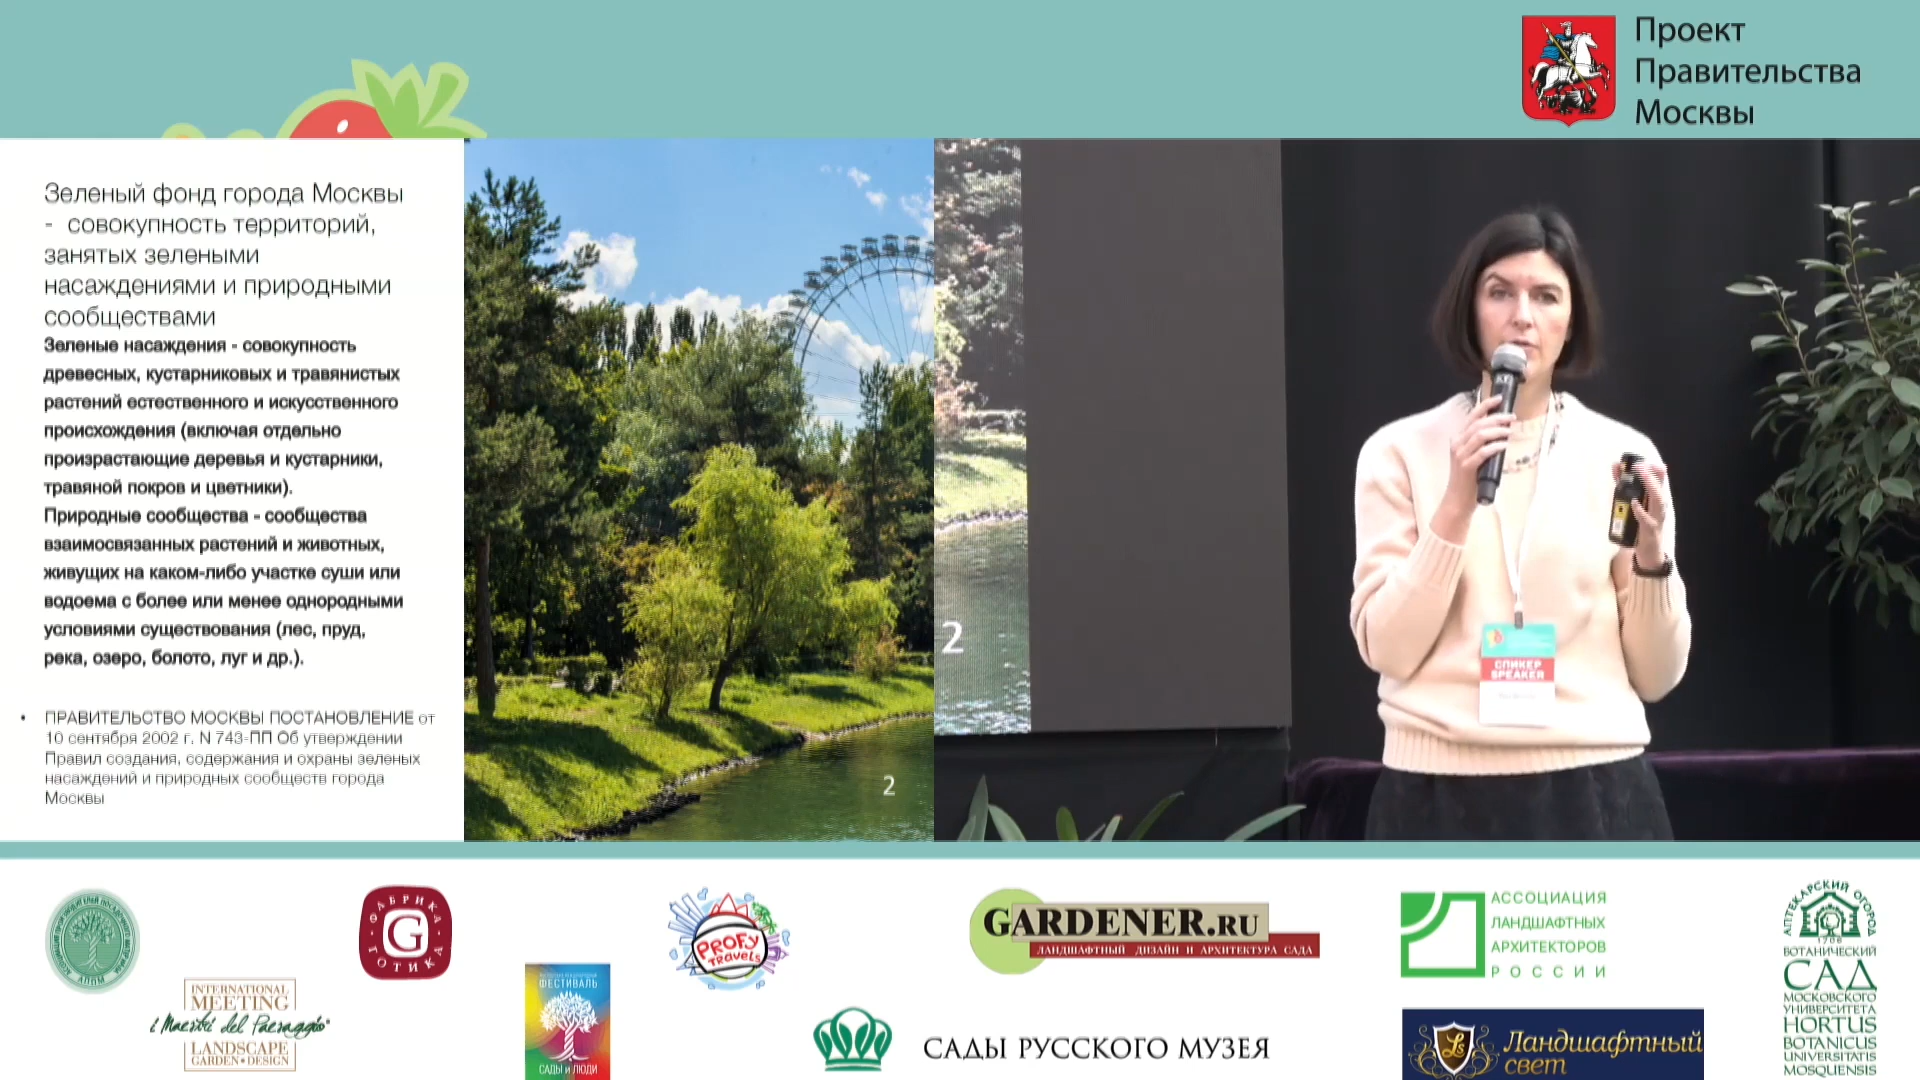 Проект
Правительства
Москвы
Зеленый фонд города Москвы
- совокупность территорий,
занятых зелеными
насаждениями и природными
сообществами
Зеленые насаждения - совокупность
древесных, кустарниковых и травянистых
растений естественного и искусственного
происхождения (включая отдельно
произрастающие деревья и кустарники,
травяной покров и цветники).
Природные сообщества - сообщества
взаимосвязанных растений и животных,
живущих на каком-либо участке суши или
водоема с более или менее однородными
условиями существования (лес, пруд,
река, озеро, болото, луг и др.).
• ПРАВИТЕЛЬСТВО МОСКВЫ ПОСТАНОВЛЕНИЕ от
10 сентября 2002 г. N 743-ПП Об утверждении
Правил создания, содержания и охраны зеленых
насаждений и природных сообществ города
Москвы
2
2
СПИКЕР
SPEAKER
АППМ
INTERNATIONAL
MEETING
i Maestri del Paesaggio
LANDSCAPE
GARDEN•DESIGN
ФАБРИКА
G
ГОТИКА
ФЕСТИВАЛЬ
САДЫ и ЛЮДИ
PROFY
Travels
САДЫ РУССКОГО МУЗЕЯ
GARDENER.RU
ЛАНДШАФТНЫЙ ДИЗАЙН И АРХИТЕКТУРА САДА
АССОЦИАЦИЯ
ЛАНДШАФТНЫХ
АРХИТЕКТОРОВ
РОССИИ
Ls
Ландшафтный
свет
АПТЕКАРСКИЙ ОГОРОД
1706
БОТАНИЧЕСКИЙ
САД
МОСКОВСКОГО
УНИВЕРСИТЕТА
HORTUS
BOTANICUS
UNIVERSITATIS
MOSQUENSIS